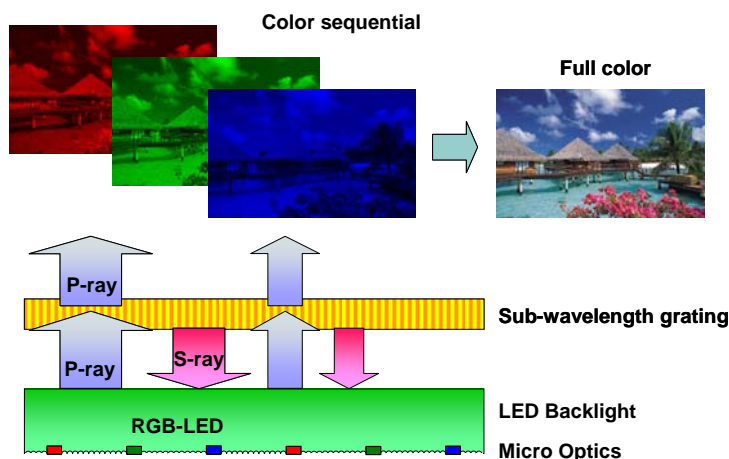 Color sequential
Full color
P-ray
Sub-wavelength grating
P-ray
S-ray
LED Backlight
RGB-LED
Micro Optics